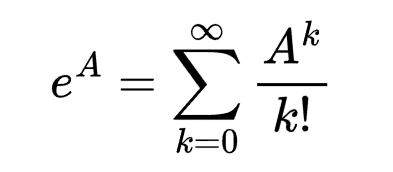 e^A = \sum_{k=0}^{\infty} \frac{A^k}{k!}